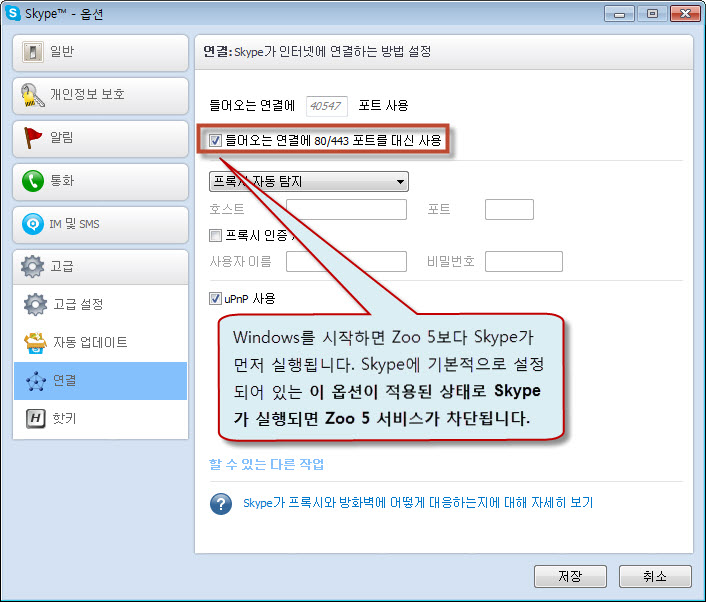 Skype™ - 옵션
일반
개인정보 보호
알림
통화
IM 및 SMS
고급
고급 설정
자동 업데이트
연결
핫키
연결: Skype가 인터넷에 연결하는 방법 설정
들어오는 연결에 40547 포트 사용
들어오는 연결에 80/443 포트를 대신 사용
프록시 자동 탐지
호스트 포트
프록시 인증
사용자 이름 비밀번호
uPnP 사용
Windows를 시작하면 Zoo 5보다 Skype가
먼저 실행됩니다. Skype에 기본적으로 설정
되어 있는 이 옵션이 적용된 상태로 Skype
가 실행되면 Zoo 5 서비스가 차단됩니다.
할 수 있는 다른 작업
Skype가 프록시와 방화벽에 어떻게 대응하는지에 대해 자세히 보기
저장 취소